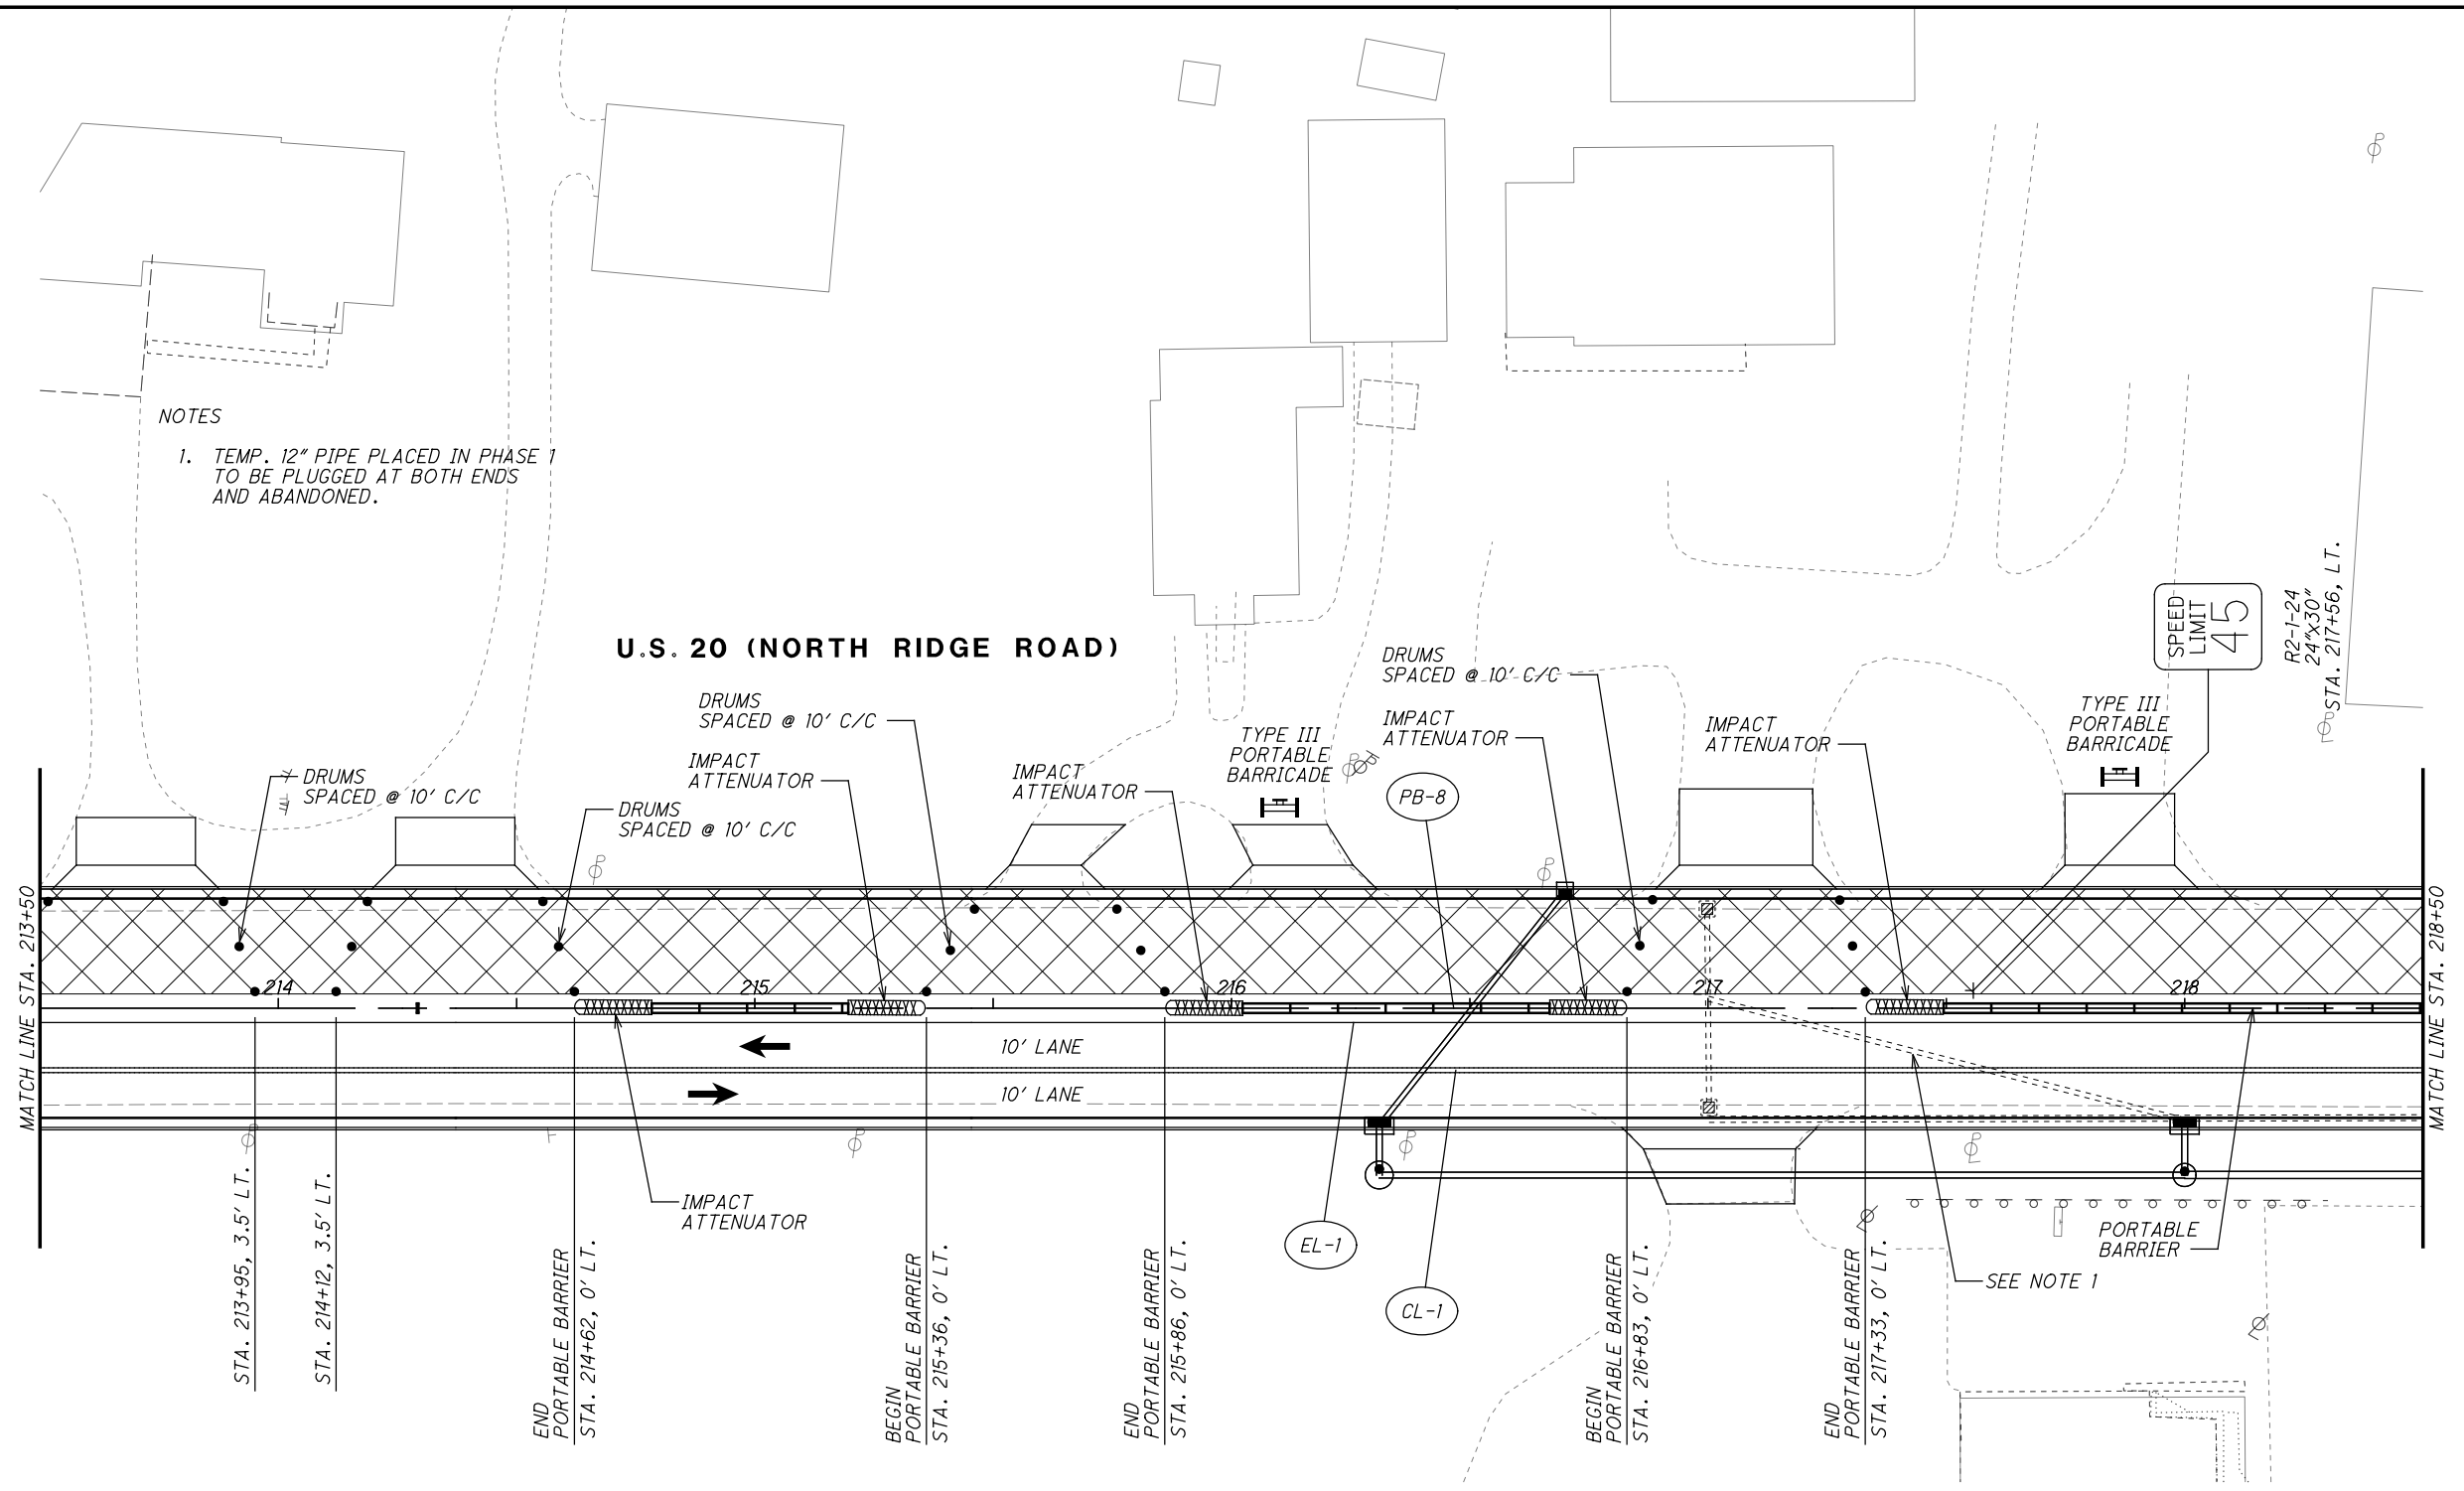 NOTES
1. TEMP. 12" PIPE PLACED IN PHASE 1
TO BE PLUGGED AT BOTH ENDS
AND ABANDONED.
U.S. 20 (NORTH RIDGE ROAD)
SPEED
LIMIT
45
R2-1-24
24"x30"
STA. 217+56, LT.
DRUMS
SPACED @ 10' C/C
DRUMS
SPACED @ 10' C/C
DRUMS
SPACED @ 10' C/C
DRUMS
SPACED @ 10' C/C
IMPACT
ATTENUATOR
IMPACT
ATTENUATOR
TYPE III
PORTABLE
BARRICADE
IMPACT
ATTENUATOR
PB-8
IMPACT
ATTENUATOR
TYPE III
PORTABLE
BARRICADE
MATCH LINE STA. 213+50
MATCH LINE STA. 218+50
214
215
216
217
218
10' LANE
10' LANE
IMPACT
ATTENUATOR
EL-1
CL-1
PORTABLE
BARRIER
SEE NOTE 1
STA. 213+95, 3.5' LT.
STA. 214+12, 3.5' LT.
END
PORTABLE BARRIER
STA. 214+62, 0' LT.
BEGIN
PORTABLE BARRIER
STA. 215+36, 0' LT.
END
PORTABLE BARRIER
STA. 215+86, 0' LT.
BEGIN
PORTABLE BARRIER
STA. 216+83, 0' LT.
END
PORTABLE BARRIER
STA. 217+33, 0' LT.